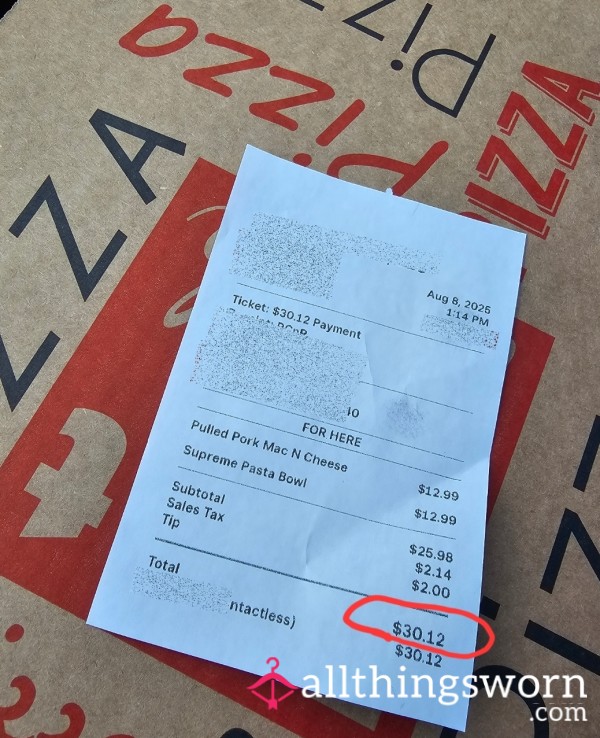 pizza
pizza
pizza
PIZZA
ZZA
Aug 8, 2025
1:14 PM
Ticket: $30.12 Payment
FOR HERE
Pulled Pork Mac N Cheese $12.99
Supreme Pasta Bowl $12.99
Subtotal $25.98
Sales Tax $2.14
Tip $2.00
Total $30.12
ntactless) $30.12
allthingsworn
.com